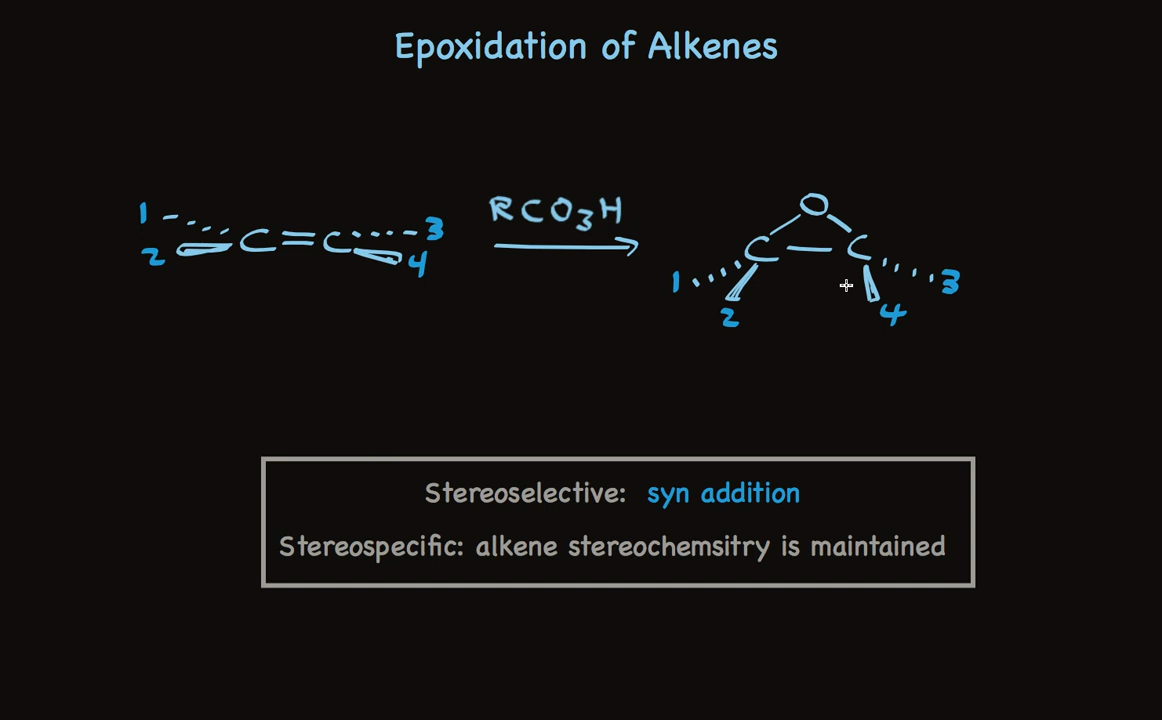 Epoxidation of Alkenes
1 2 C=C 3 4
RCO3H
O
C-C
1 2 4 3
Stereoselective: syn addition
Stereospecific: alkene stereochemsitry is maintained